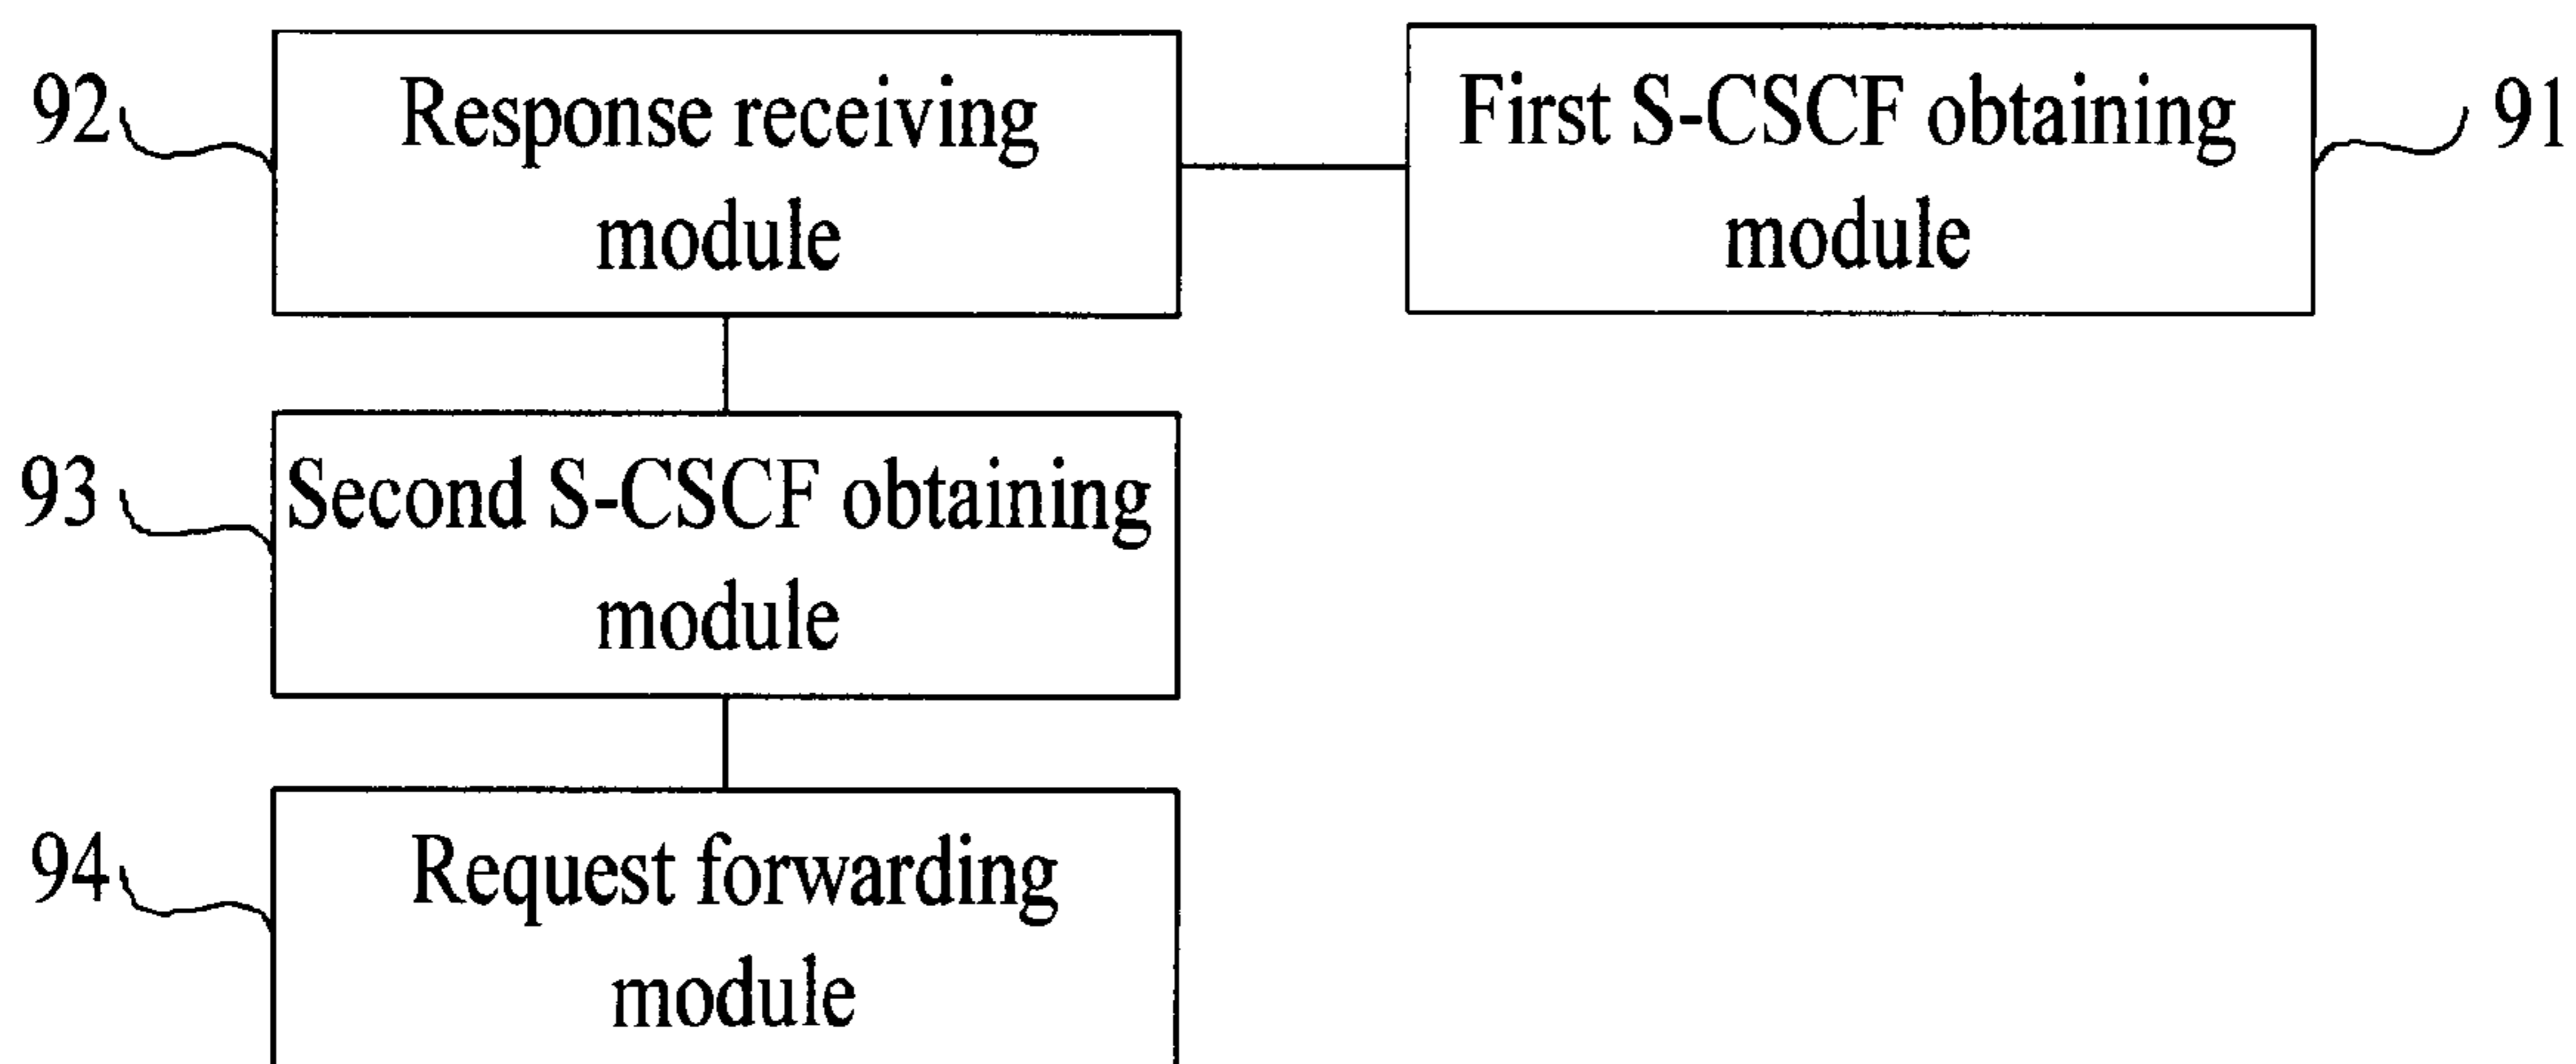 92
Response receiving
module
First S-CSCF obtaining
module
91
93
Second S-CSCF obtaining
module
94
Request forwarding
module